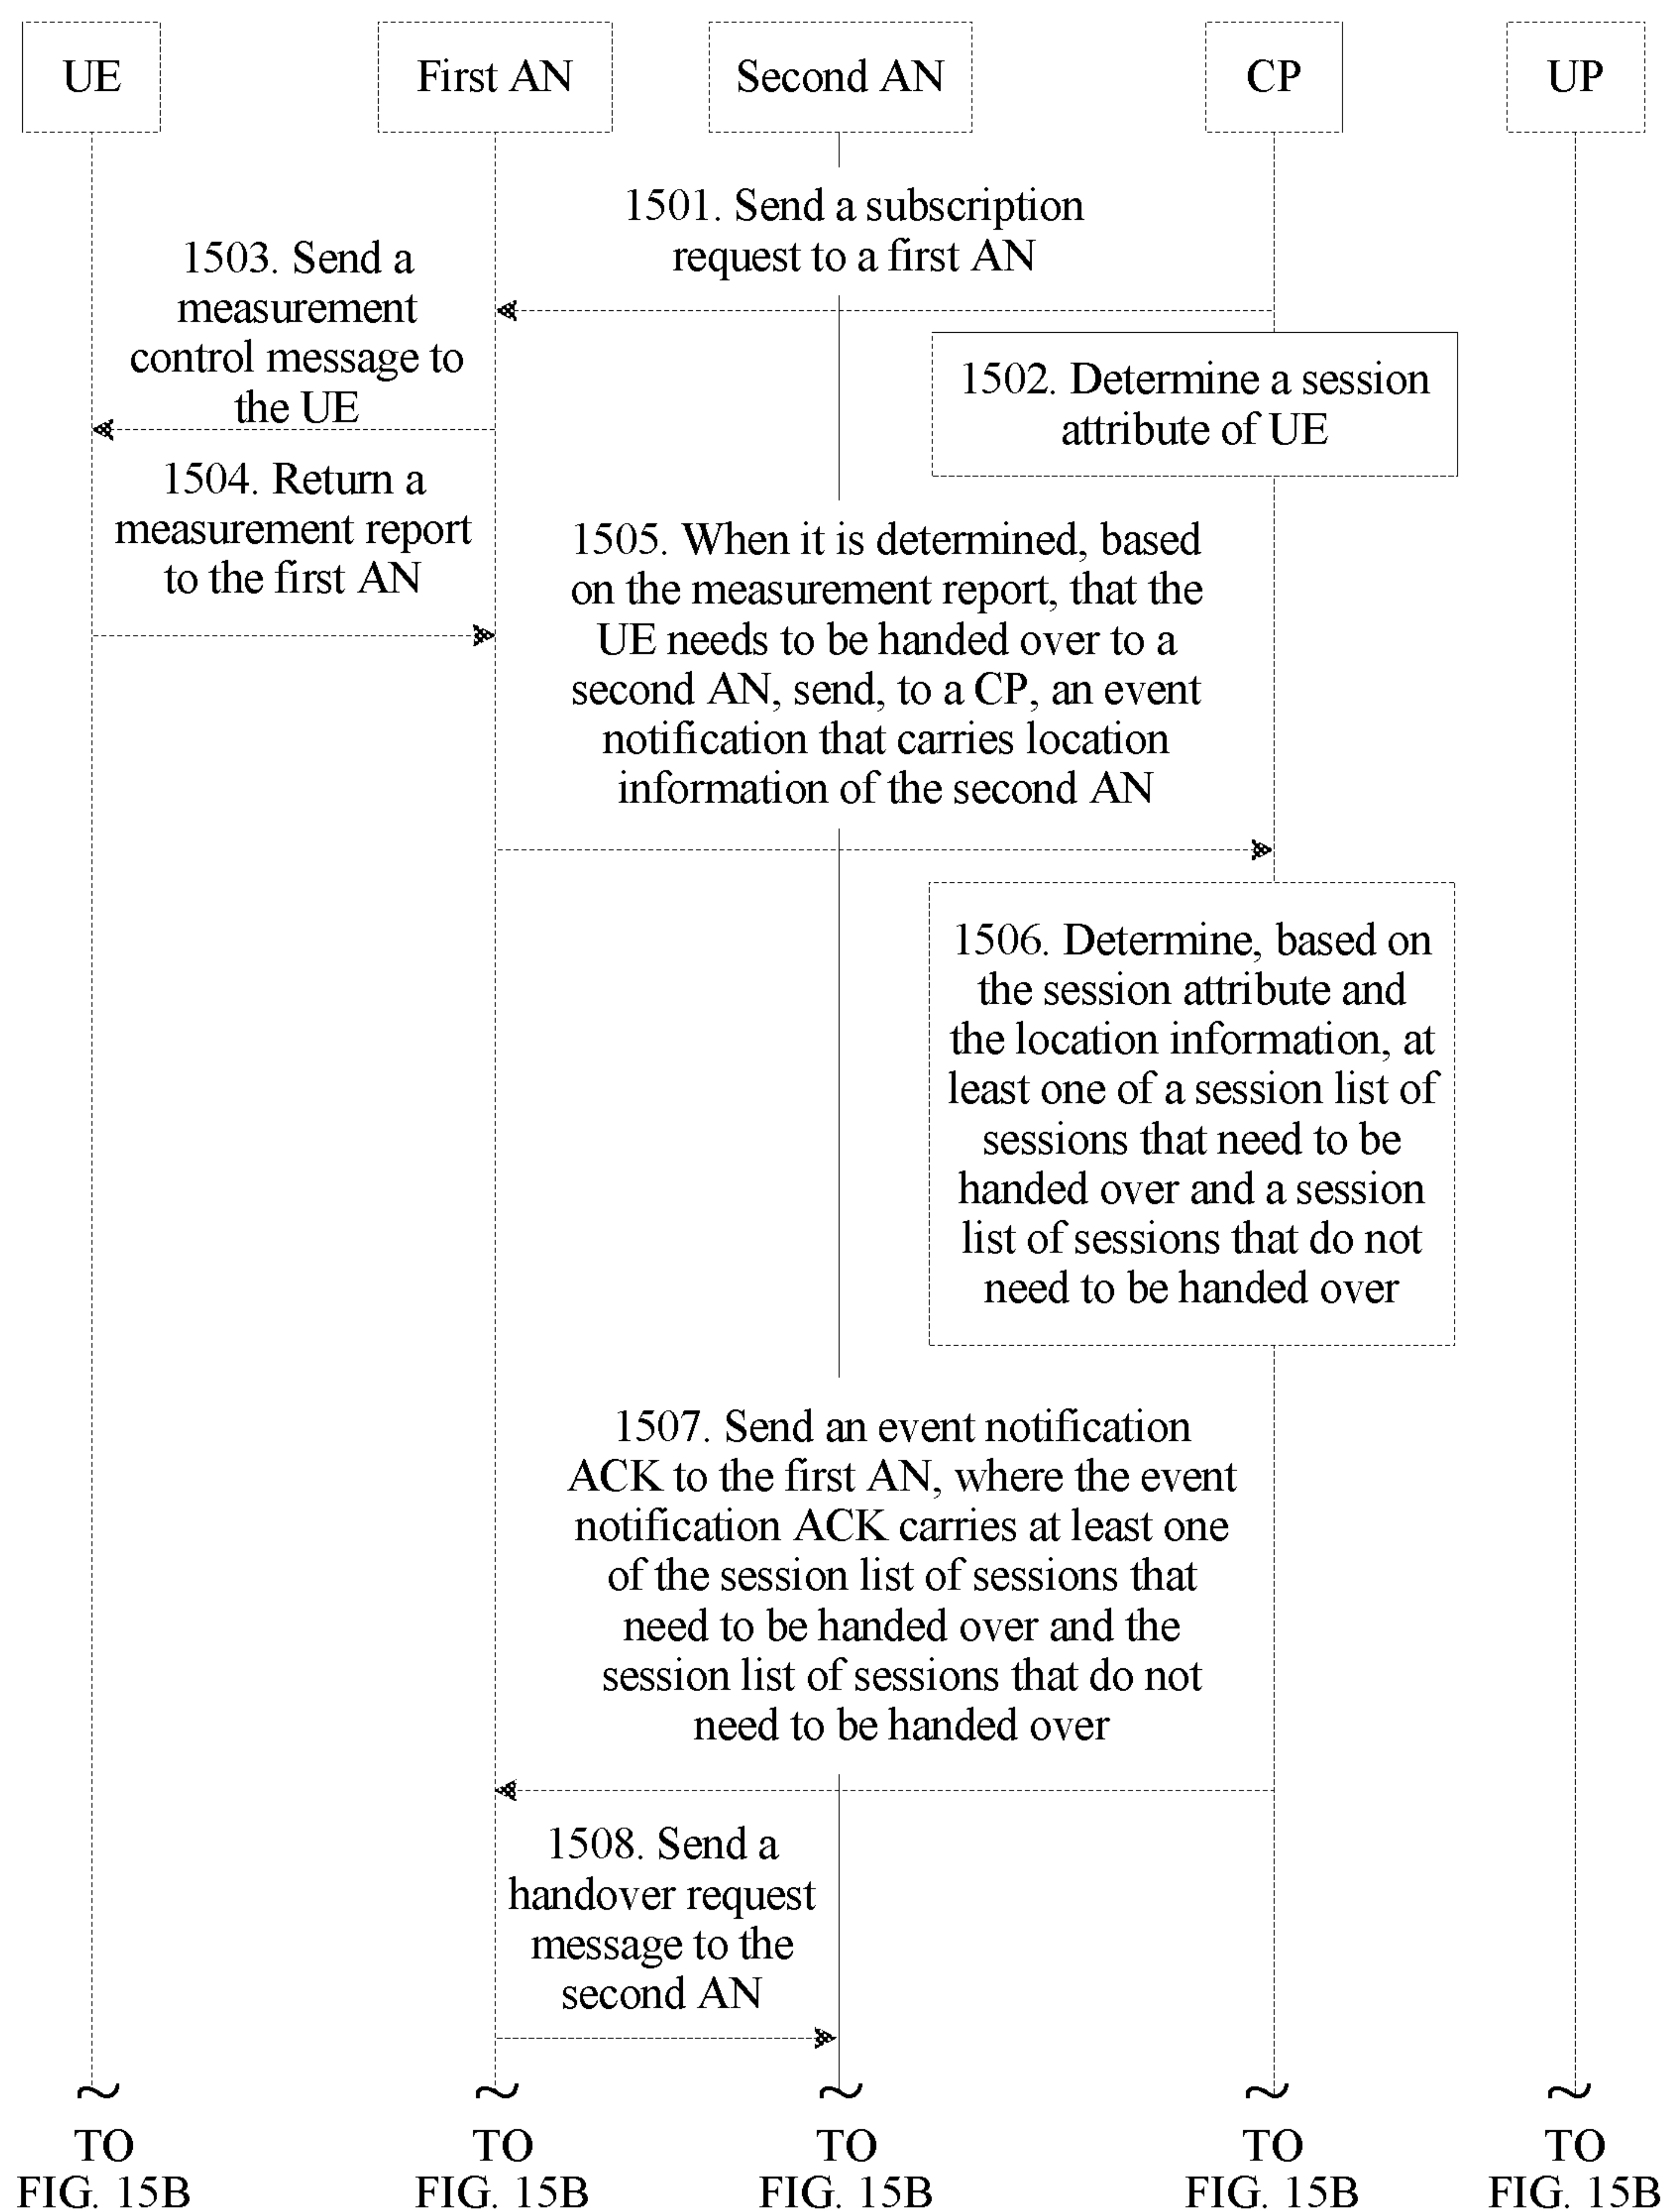 UE
First AN
Second AN
CP
UP
1501. Send a subscription
request to a first AN
1503. Send a
measurement
control message to
the UE
1502. Determine a session
attribute of UE
1504. Return a
measurement report
to the first AN
1505. When it is determined, based
on the measurement report, that the
UE needs to be handed over to a
second AN, send, to a CP, an event
notification that carries location
information of the second AN
1506. Determine, based on
the session attribute and
the location information, at
least one of a session list of
sessions that need to be
handed over and a session
list of sessions that do not
need to be handed over
1507. Send an event notification
ACK to the first AN, where the event
notification ACK carries at least one
of the session list of sessions that
need to be handed over and the
session list of sessions that do not
need to be handed over
1508. Send a
handover request
message to the
second AN
TO
FIG. 15B
TO
FIG. 15B
TO
FIG. 15B
TO
FIG. 15B
TO
FIG. 15B